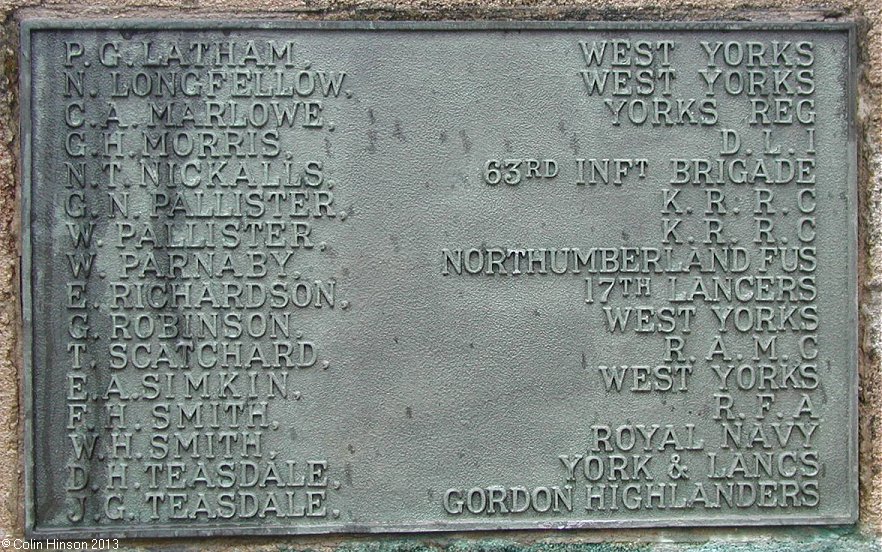 P. G. LATHAM. WEST YORKS
N. LONGFELLOW. WEST YORKS
C. A. MARLOWE. YORKS REG
G. H. MORRIS. D. L. I
N. T. NICKALLS. 63RD INFT BRIGADE
G. N. PALLISTER. K. R. R. C
W. PALLISTER. K. R. R. C
W. PARNABY. NORTHUMBERLAND FUS
E. RICHARDSON. 17TH LANCERS
G. ROBINSON. WEST YORKS
T. SCATCHARD. R. A. M. C
E. A. SIMKIN. WEST YORKS
F. H. SMITH. R. F. A
W. H. SMITH. ROYAL NAVY
D. H. TEASDALE. YORK & LANCS
J. G. TEASDALE. GORDON HIGHLANDERS
© Colin Hinson 2013